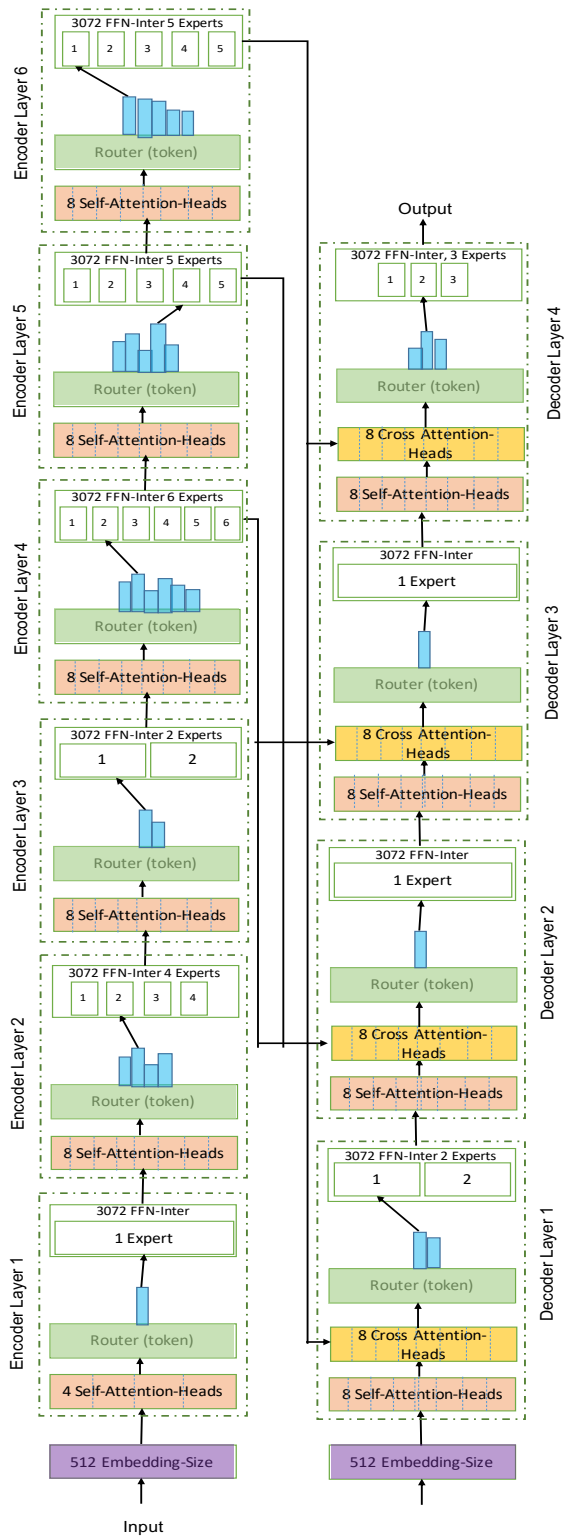 3072 FFN-Inter 5 Experts
1 2 3 4 5
Router (token)
8 Self-Attention-Heads
Encoder Layer 6
3072 FFN-Inter 5 Experts
1 2 3 4 5
Router (token)
8 Self-Attention-Heads
Encoder Layer 5
3072 FFN-Inter 6 Experts
1 2 3 4 5 6
Router (token)
8 Self-Attention-Heads
Encoder Layer 4
3072 FFN-Inter 2 Experts
1 2
Router (token)
8 Self-Attention-Heads
Encoder Layer 3
3072 FFN-Inter 4 Experts
1 2 3 4
Router (token)
8 Self-Attention-Heads
Encoder Layer 2
3072 FFN-Inter
1 Expert
Router (token)
4 Self-Attention-Heads
Encoder Layer 1
512 Embedding-Size
Input
Output
3072 FFN-Inter, 3 Experts
1 2 3
Router (token)
8 Cross Attention-
Heads
8 Self-Attention-Heads
Decoder Layer 4
3072 FFN-Inter
1 Expert
Router (token)
8 Cross Attention-
Heads
8 Self-Attention-Heads
Decoder Layer 3
3072 FFN-Inter
1 Expert
Router (token)
8 Cross Attention-
Heads
8 Self-Attention-Heads
Decoder Layer 2
3072 FFN-Inter 2 Experts
1 2
Router (token)
8 Cross Attention-
Heads
8 Self-Attention-Heads
Decoder Layer 1
512 Embedding-Size